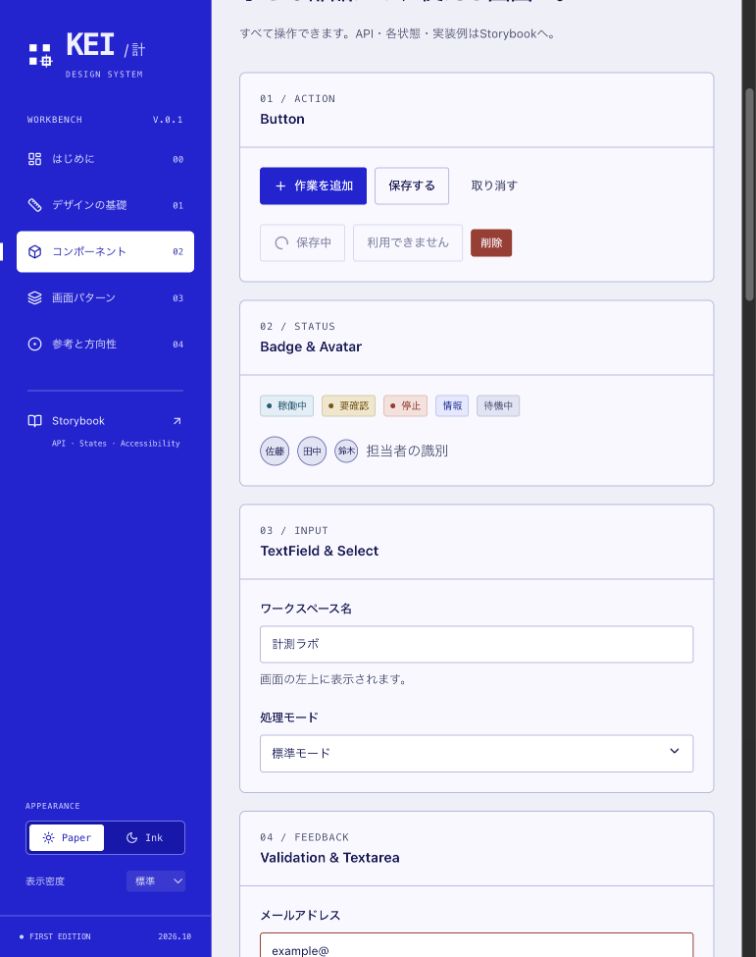 KEI / 計
DESIGN SYSTEM
WORKBENCH V.0.1
はじめに 00
デザインの基礎 01
コンポーネント 02
画面パターン 03
参考と方向性 04
Storybook
API · States · Accessibility
APPEARANCE
Paper Ink
表示密度 標準
FIRST EDITION 2026.10
すべて操作できます。API・各状態・実装例はStorybookへ。
01 / ACTION
Button
+ 作業を追加 保存する 取り消す
保存中 利用できません 削除
02 / STATUS
Badge & Avatar
稼働中 要確認 停止 情報 待機中
佐藤 田中 鈴木 担当者の識別
03 / INPUT
TextField & Select
ワークスペース名
計測ラボ
画面の左上に表示されます。
処理モード
標準モード
04 / FEEDBACK
Validation & Textarea
メールアドレス
example@